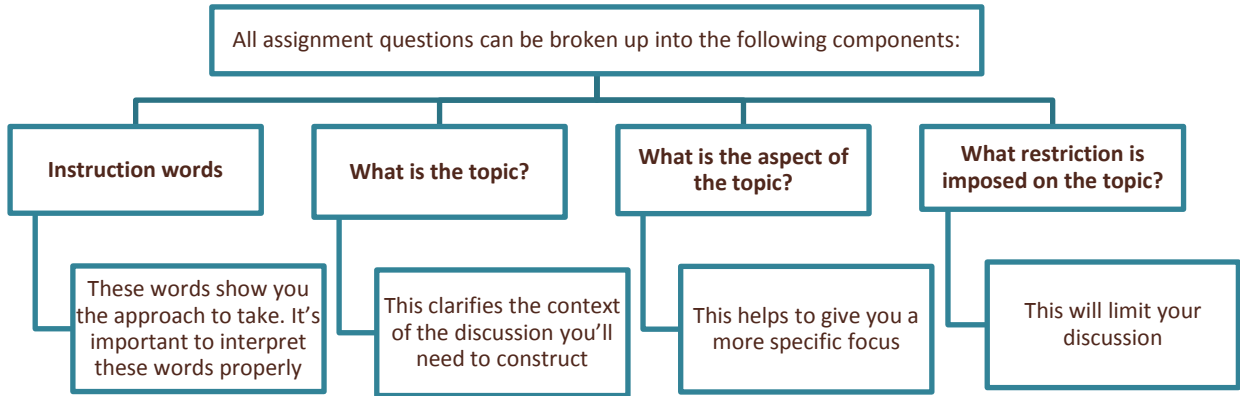 All assignment questions can be broken up into the following components:
Instruction words
What is the topic?
What is the aspect of
the topic?
What restriction is
imposed on the topic?
These words show you
the approach to take. It's
important to interpret
these words properly
This clarifies the context
of the discussion you'll
need to construct
This helps to give you a
more specific focus
This will limit your
discussion